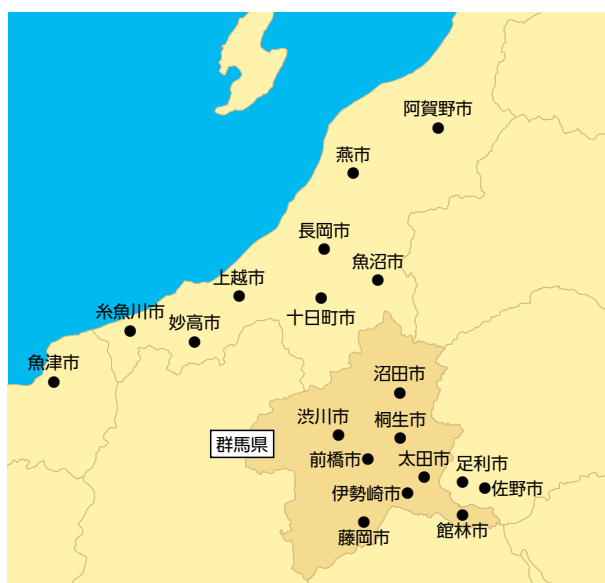 阿賀野市
燕市
長岡市
魚沼市
上越市
十日町市
糸魚川市
妙高市
魚津市
沼田市
渋川市
桐生市
群馬県
前橋市
太田市
足利市
伊勢崎市
佐野市
藤岡市
館林市